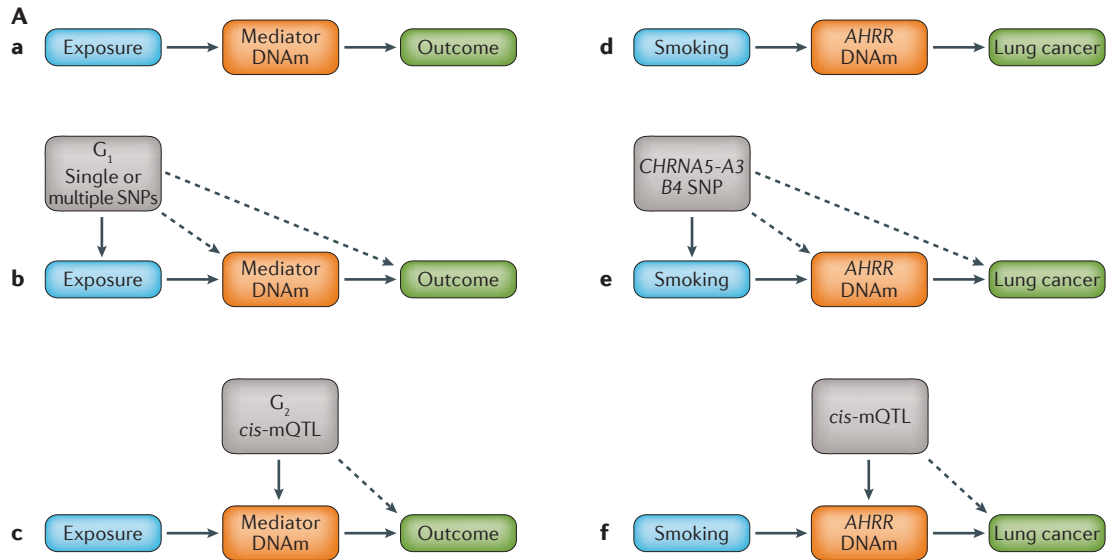 A
a
Exposure
Mediator
DNAm
Outcome
d
Smoking
AHRR
DNAm
Lung cancer
G₁
Single or
multiple SNPs
b
Exposure
Mediator
DNAm
Outcome
CHRNA5-A3
B4 SNP
e
Smoking
AHRR
DNAm
Lung cancer
G₂
cis-mQTL
c
Exposure
Mediator
DNAm
Outcome
cis-mQTL
f
Smoking
AHRR
DNAm
Lung cancer